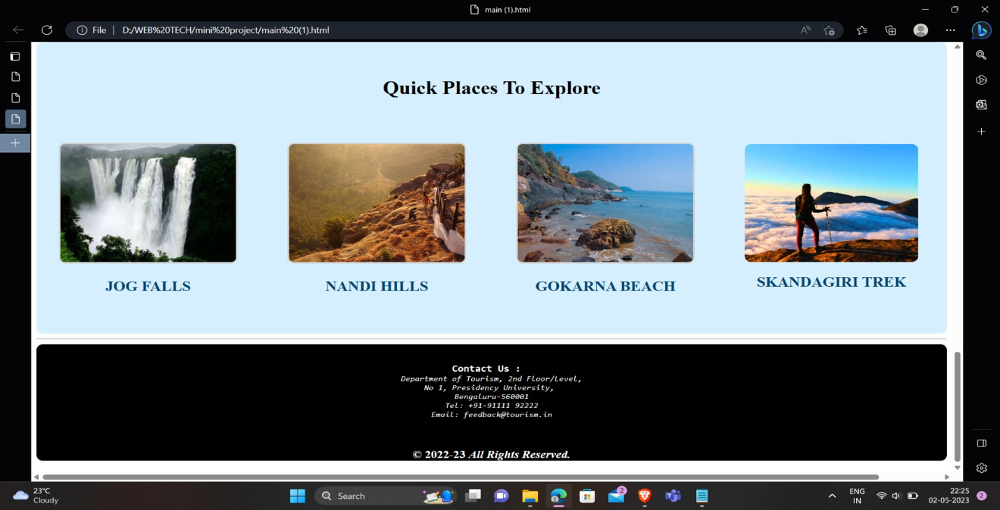 main (1).html
File | D:/WEB%20TECH/mini%20project/main%20(1).html
Quick Places To Explore
JOG FALLS
NANDI HILLS
GOKARNA BEACH
SKANDAGIRI TREK
Contact Us :
Department of Tourism, 2nd Floor/Level,
No 1, Presidency University,
Bengaluru-560001
Tel: +91-91111 92222
Email: feedback@tourism.in
© 2022-23 All Rights Reserved.
23°C
Cloudy
Search
2
ENG
IN
22:25
02-05-2023
2